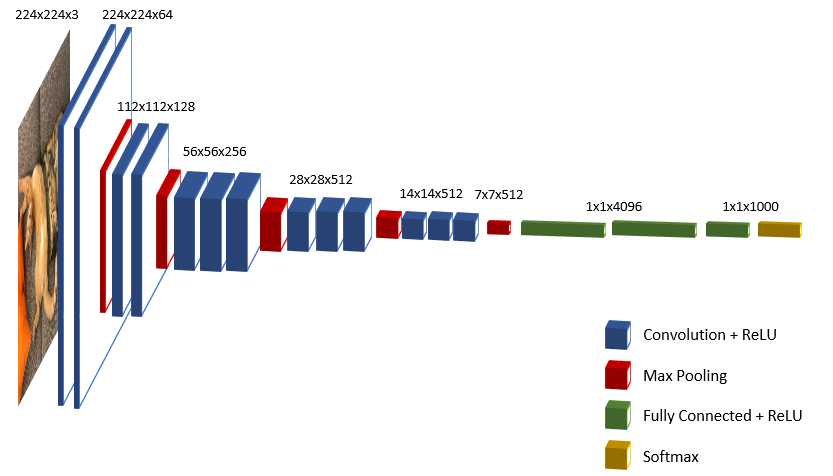 224x224x3
224x224x64
112x112x128
56x56x256
28x28x512
14x14x512
7x7x512
1x1x4096
1x1x1000
Convolution + ReLU
Max Pooling
Fully Connected + ReLU
Softmax